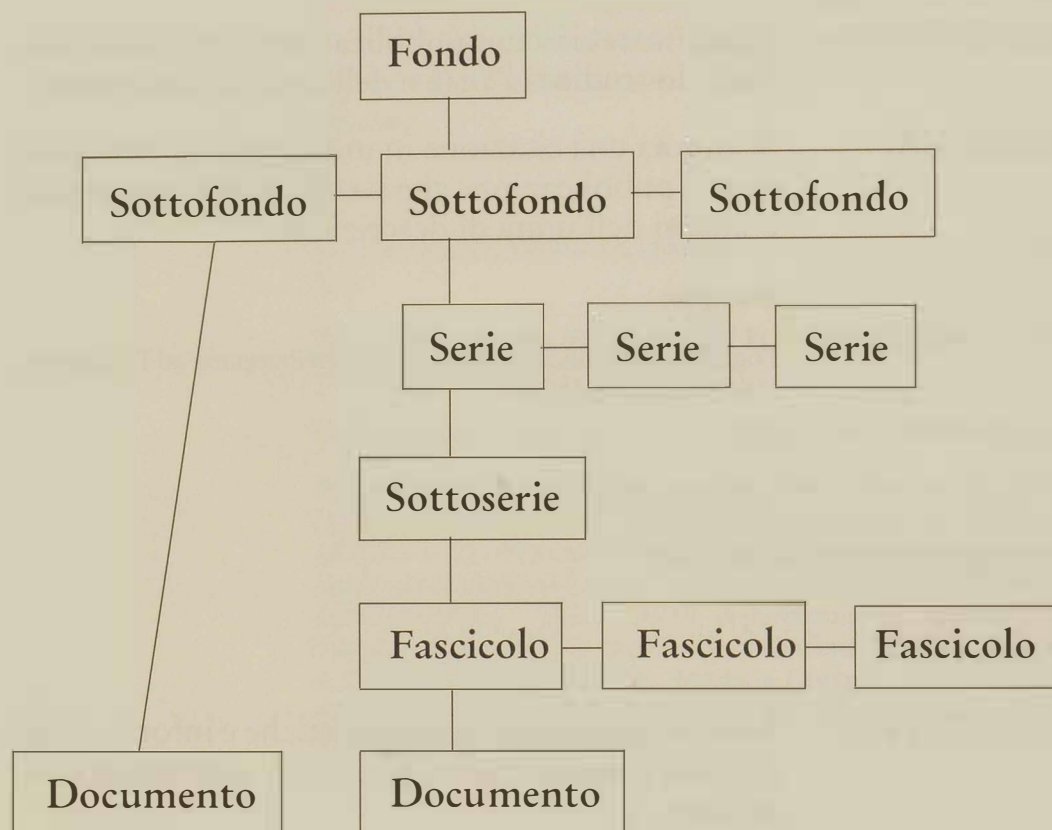 Fondo
Sottofondo Sottofondo Sottofondo
Serie Serie Serie
Sottoserie
Fascicolo Fascicolo Fascicolo
Documento Documento